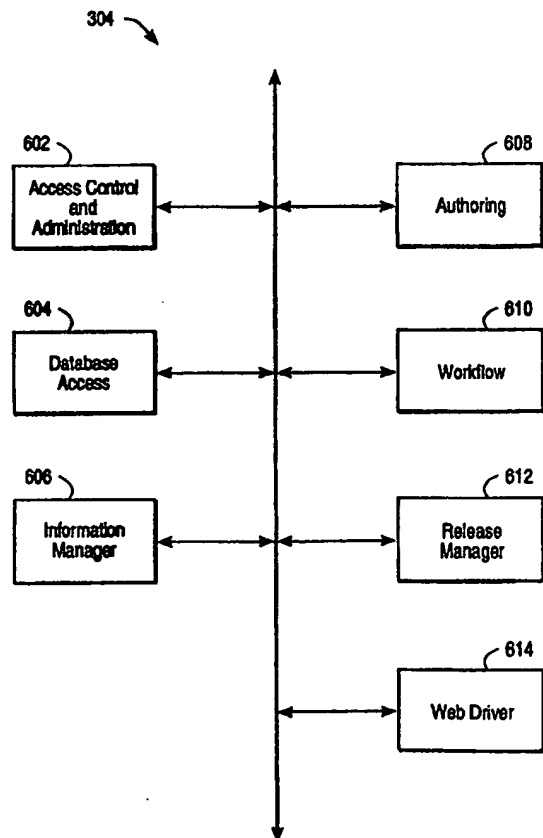 304
602
Access Control
and
Administration
608
Authoring
604
Database
Access
610
Workflow
606
Information
Manager
612
Release
Manager
614
Web Driver